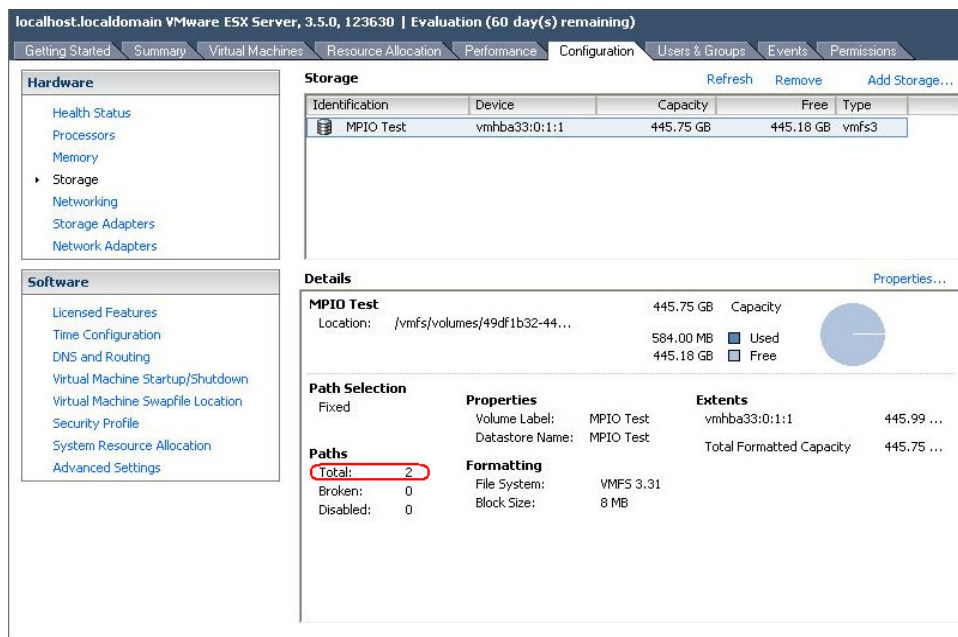 localhost.localdomain VMware ESX Server, 3.5.0, 123630 | Evaluation (60 day(s) remaining)
Getting Started Summary Virtual Machines Resource Allocation Performance Configuration Users & Groups Events Permissions
Hardware
Health Status
Processors
Memory
Storage
Networking
Storage Adapters
Network Adapters
Software
Licensed Features
Time Configuration
DNS and Routing
Virtual Machine Startup/Shutdown
Virtual Machine Swapfile Location
Security Profile
System Resource Allocation
Advanced Settings
Storage Refresh Remove Add Storage...
Identification Device Capacity Free Type
MPIO Test vmhba33:0:1:1 445.75 GB 445.18 GB vmfs3
Details Properties...
MPIO Test 445.75 GB Capacity
Location: /vmfs/volumes/49df1b32-44...
584.00 MB Used
445.18 GB Free
Path Selection
Fixed
Paths
Total: 2
Broken: 0
Disabled: 0
Properties
Volume Label: MPIO Test
Datastore Name: MPIO Test
Formatting
File System: VMFS 3.31
Block Size: 8 MB
Extents
vmhba33:0:1:1 445.99 ...
Total Formatted Capacity 445.75 ...